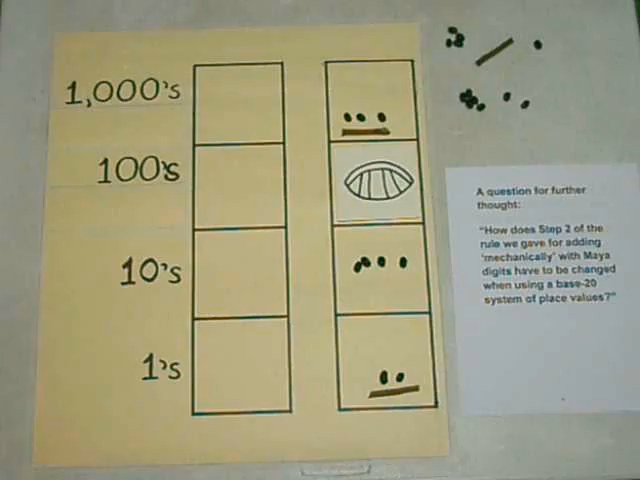 1,000's
100's
10's
1's
A question for further
thought:
"How does Step 2 of the
rule we gave for adding
'mechanically' with Maya
digits have to be changed
when using a base-20
system of place values?"